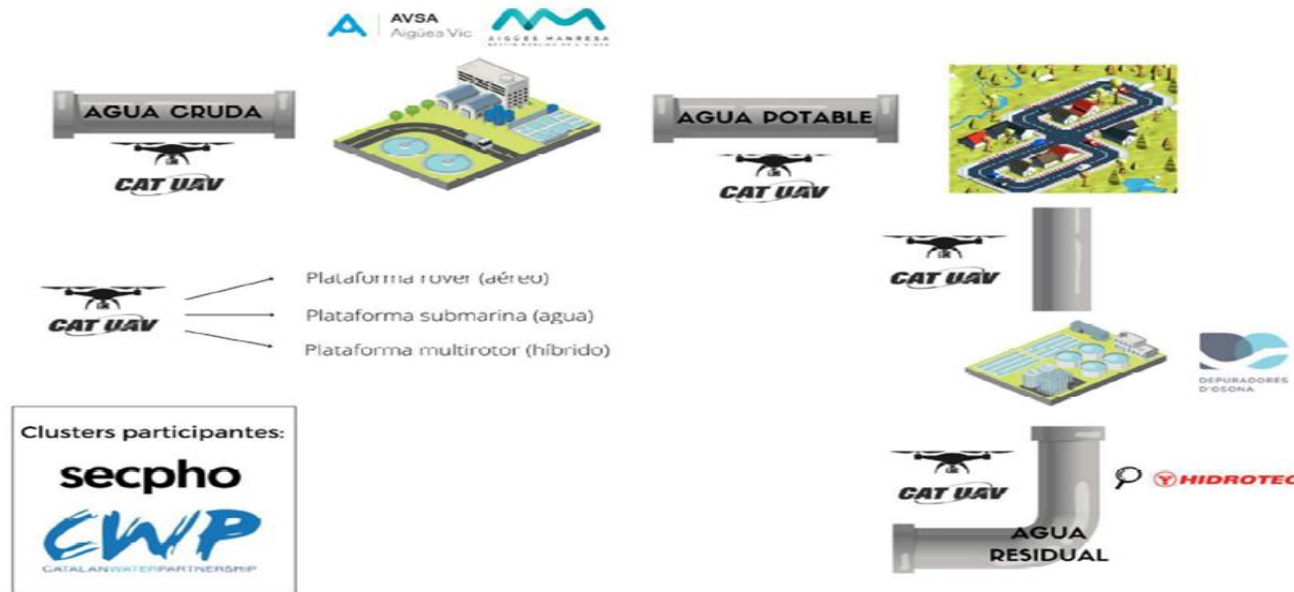 AVSA
Aigües Vic
AIGÜES MANRESA
AGUA CRUDA
CAT UAV
AGUA POTABLE
CAT UAV
CAT UAV
CAT UAV
Plataforma rover (aéreo)
Plataforma submarina (agua)
Plataforma multirotor (híbrido)
DEPURADORES
D'OSONA
Clusters participantes:
secpho
CWP
CATALANWATERPARTNERSHIP
CAT UAV
HIDROTEC
AGUA
RESIDUAL